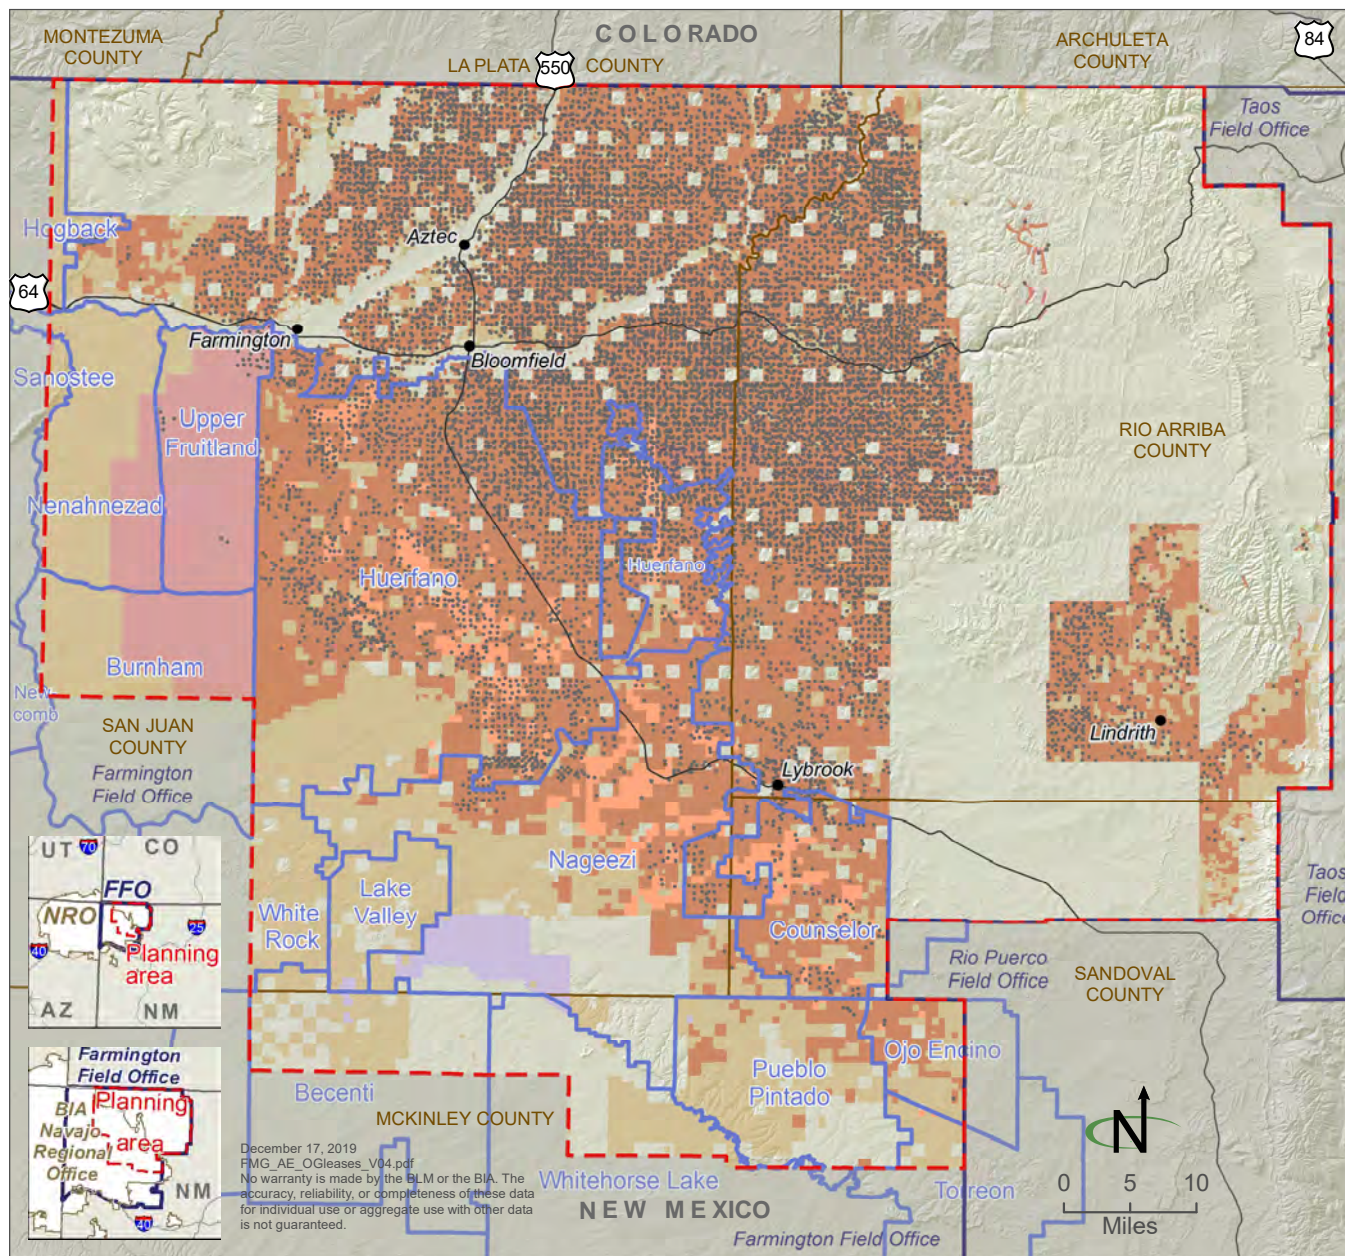 COLORADO
MONTEZUMA
COUNTY
LA PLATA
550
COUNTY
ARCHULETA
COUNTY
84
Taos
Field Office
Hogback
Aztec
64
Farmington
Bloomfield
Sanostee
Upper
Fruitland
RIO ARRIBA
COUNTY
Nenahnezad
Huerfano
Huerfano
Burnham
New
comb
SAN JUAN
COUNTY
Farmington
Field Office
Lindrith
Lybrook
Nageezi
Lake
Valley
White
Rock
Counselor
Taos
Field
Office
Rio Puerco
Field Office
SANDOVAL
COUNTY
UT
70
CO
FFO
NRO
25
40
Planning
area
AZ
NM
Ojo Encino
Pueblo
Pintado
Becenti
MCKINLEY COUNTY
Farmington
Field Office
Planning
area
BIA
Navajo
Regional
Office
NM
40
December 17, 2019
FMG_AE_OGleases_V04.pdf
No warranty is made by the BLM or the BIA. The
accuracy, reliability, or completeness of these data
for individual use or aggregate use with other data
is not guaranteed.
Whitehorse Lake
NEW MEXICO
Torreon
Farmington Field Office
N
0 5 10
Miles